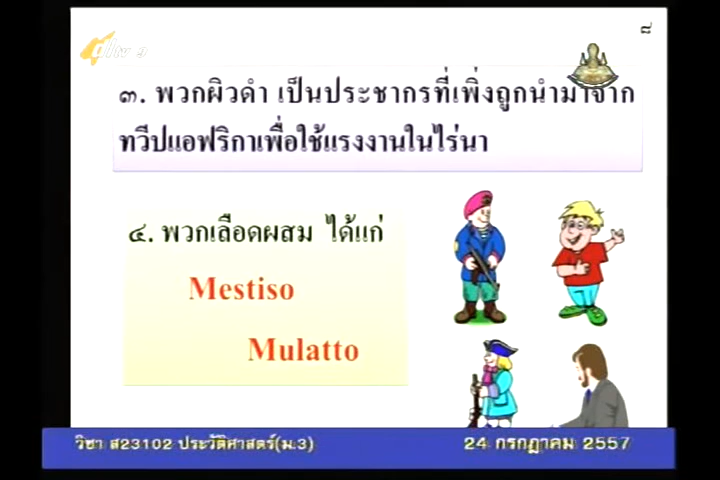 ๘
๓. พวกผิวดำ เป็นประชากรที่เพิ่งถูกนำมาจาก
ทวีปแอฟริกาเพื่อใช้แรงงานในไร่นา
๔. พวกเลือดผสม ได้แก่
Mestiso
Mulatto
วิชา ส23102 ประวัติศาสตร์(ม.3) 24 กรกฎาคม 2557